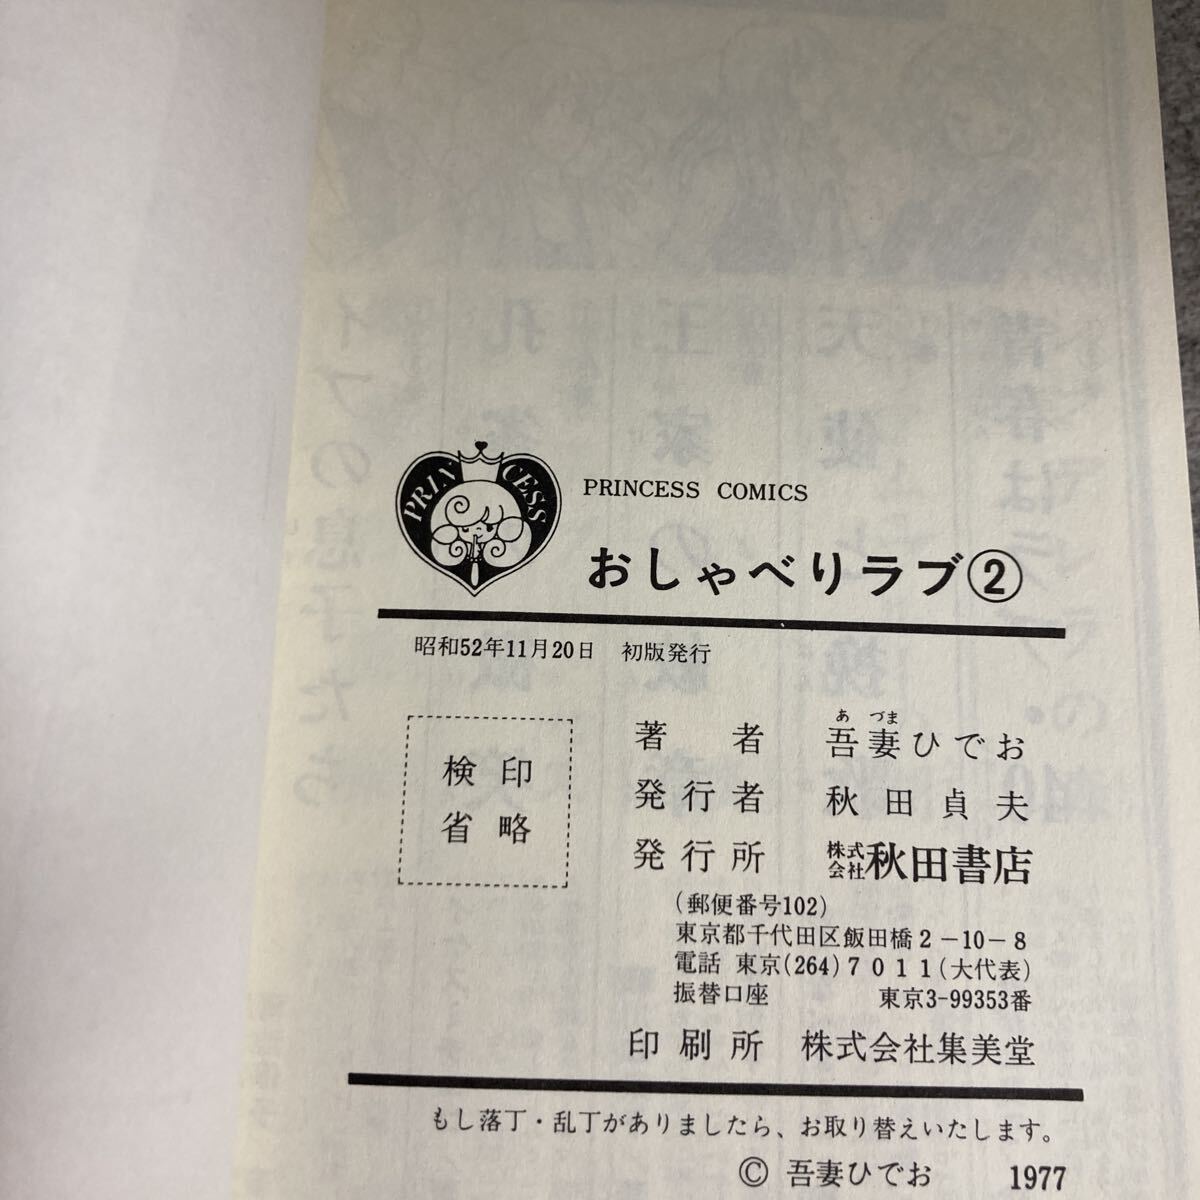 PRINCESS
PRINCESS COMICS
おしゃべりラブ②
昭和52年11月20日 初版発行
検印
省略
あ づま
著者 吾妻ひでお
発行者 秋田貞夫
発行所 株式会社秋田書店
(郵便番号102)
東京都千代田区飯田橋2-10-8
電話 東京(264)7011(大代表)
振替口座 東京3-99353番
印刷所 株式会社集美堂
もし落丁・乱丁がありましたら、お取り替えいたします。
© 吾妻ひでお 1977